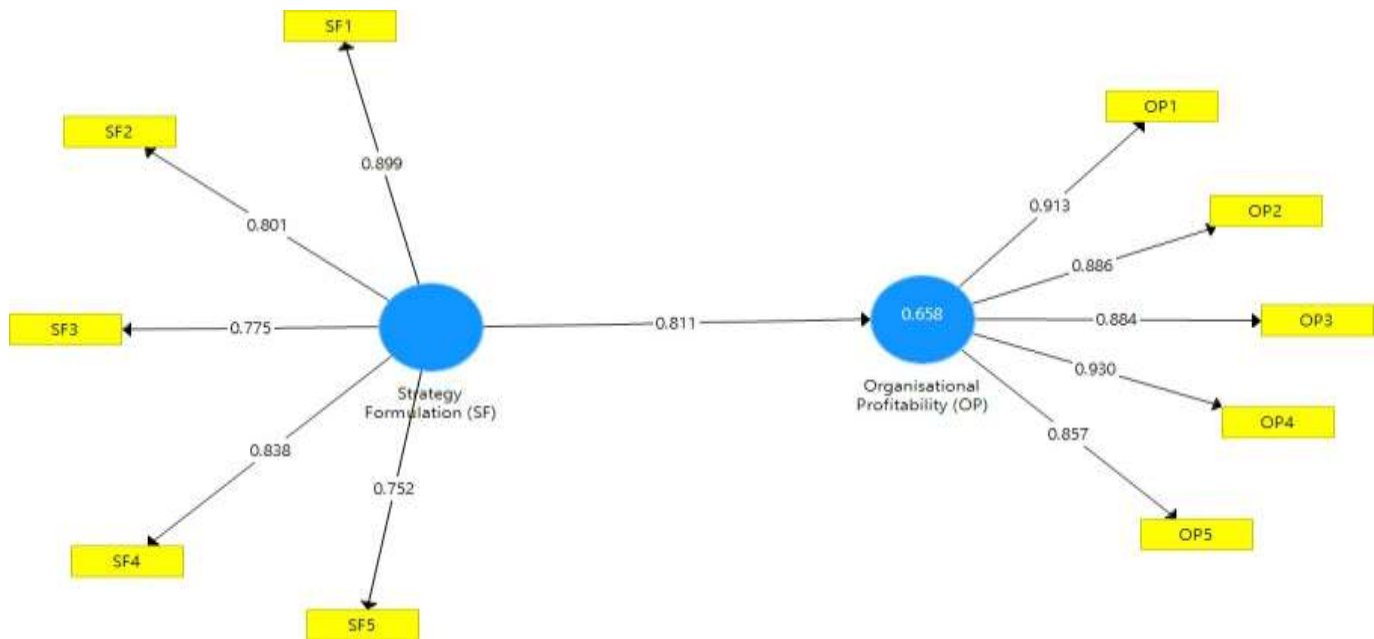 SF1
OP1
SF2
0.899
0.913
OP2
0.801
0.886
0.658
SF3
0.775
0.811
0.884
OP3
Strategy
Formulation (SF)
Organisational
Profitability (OP)
0.930
OP4
0.838
0.857
0.752
OP5
SF4
SF5